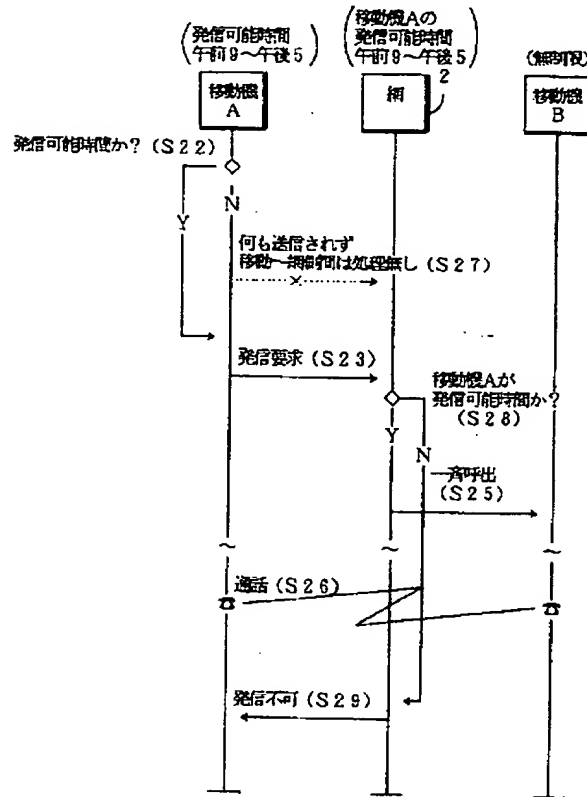 (発信可能時間
午前9～午後5)
(移動機Aの
発信可能時間
午前9～午後5)
2
(無制限)
移動機
A
網
移動機
B
発信可能時間か？(S22)
N
Y
何も送信されず
移動～網時間は処理無し(S27)
発信要求(S23)
移動機Aが
発信可能時間か？
(S28)
Y
N
一斉呼出
(S25)
通話(S26)
発信不可(S29)